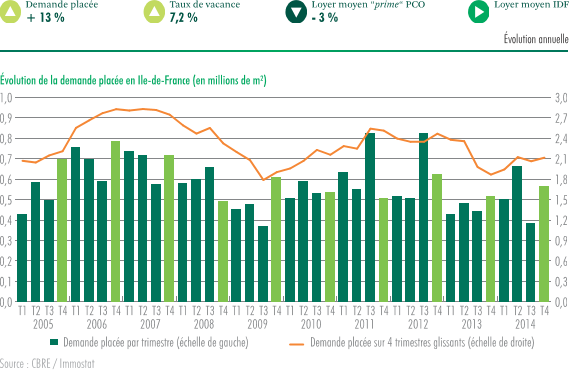 Demande placée
+ 13 %
Taux de vacance
7,2 %
Loyer moyen "prime" PCO
- 3 %
Loyer moyen IDF
Évolution annuelle
Évolution de la demande placée en Ile-de-France (en millions de m²)
1,0 3,0
0,9 2,7
0,8 2,4
0,7 2,1
0,6 1,8
0,5 1,5
0,4 1,2
0,3 0,9
0,2 0,6
0,1 0,3
0,0 0,0
T1 T2 T3 T4 T1 T2 T3 T4 T1 T2 T3 T4 T1 T2 T3 T4 T1 T2 T3 T4 T1 T2 T3 T4 T1 T2 T3 T4 T1 T2 T3 T4 T1 T2 T3 T4 T1 T2 T3 T4
2005 2006 2007 2008 2009 2010 2011 2012 2013 2014
Demande placée par trimestre (échelle de gauche) Demande placée sur 4 trimestres glissants (échelle de droite)
Source : CBRE / Immostat